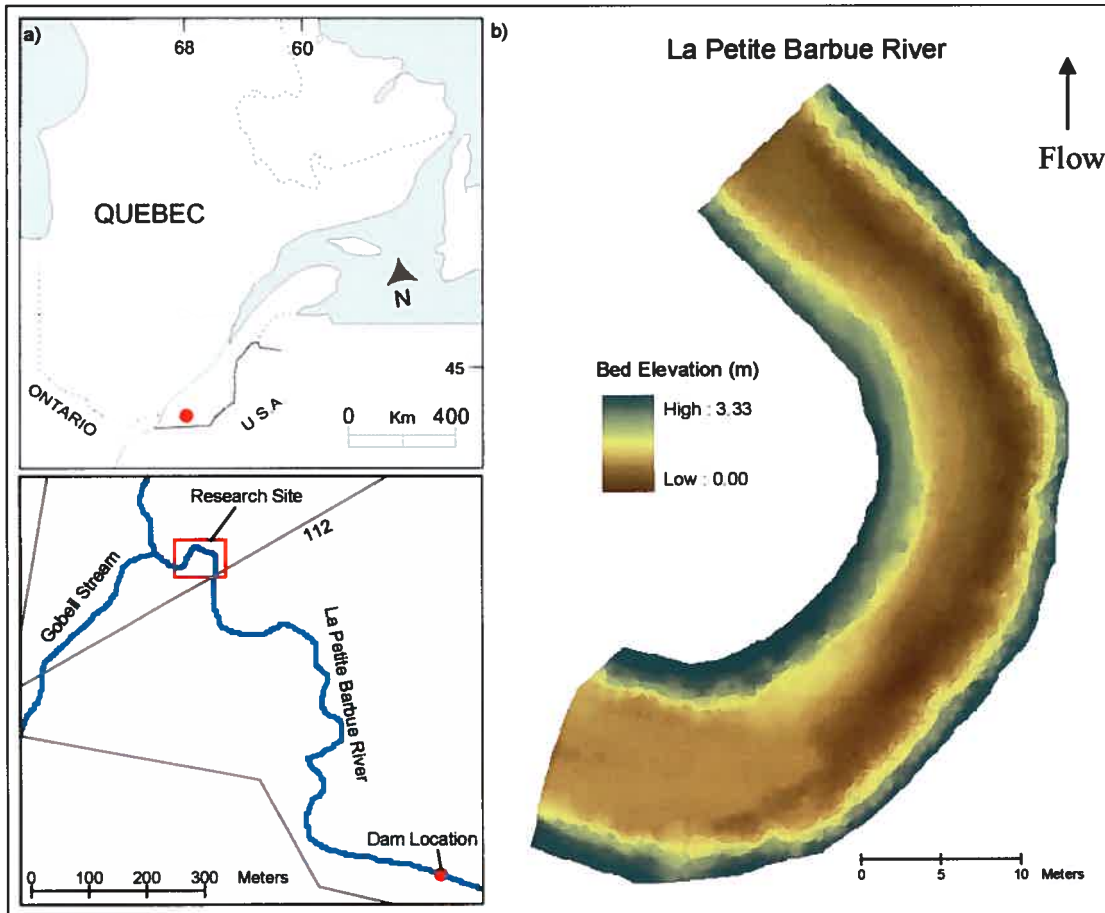 a)
68
60
QUEBEC
N
45
ONTARIO
U S A
0 Km 400
Research Site
112
Gobeil Stream
La Petite Barbue River
Dam Location
0 100 200 300 Meters
b)
La Petite Barbue River
Flow
Bed Elevation (m)
High : 3.33
Low : 0.00
0 5 10 Meters